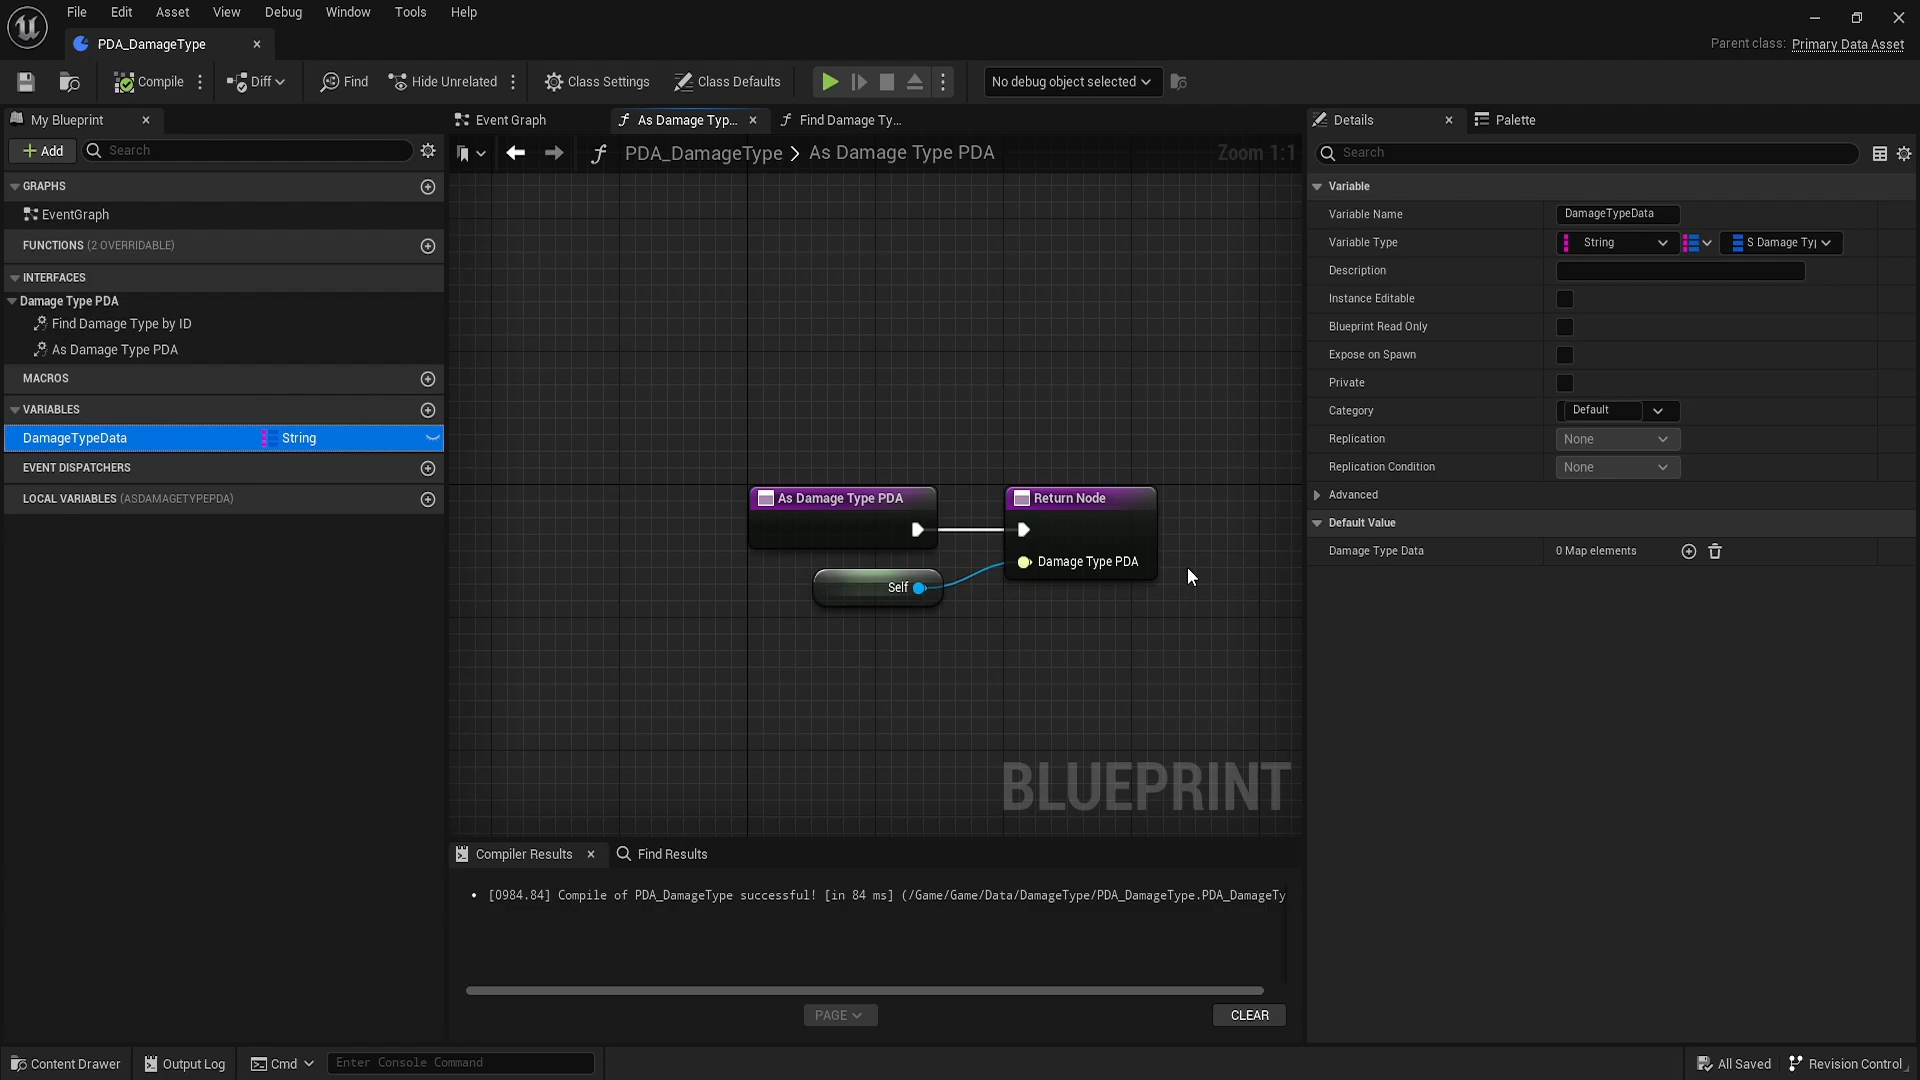 File Edit Asset View Debug Window Tools Help
PDA_DamageType
Parent class: Primary Data Asset
Compile Diff Find Hide Unrelated Class Settings Class Defaults No debug object selected
My Blueprint
Event Graph As Damage Typ... Find Damage Ty...
Details Palette
Add Search
PDA_DamageType > As Damage Type PDA Zoom 1:1
Search
GRAPHS
EventGraph
FUNCTIONS (2 OVERRIDABLE)
INTERFACES
Damage Type PDA
Find Damage Type by ID
As Damage Type PDA
MACROS
VARIABLES
DamageTypeData String
EVENT DISPATCHERS
LOCAL VARIABLES (ASDAMAGETYPEPDA)
As Damage Type PDA
Return Node
Damage Type PDA
Self
BLUEPRINT
Variable
Variable Name DamageTypeData
Variable Type String S Damage Ty
Description
Instance Editable
Blueprint Read Only
Expose on Spawn
Private
Category Default
Replication None
Replication Condition None
Advanced
Default Value
Damage Type Data 0 Map elements
Compiler Results Find Results
• [0984.84] Compile of PDA_DamageType successful! [in 84 ms] (/Game/Game/Data/DamageType/PDA_DamageType.PDA_DamageTy
PAGE CLEAR
Content Drawer Output Log Cmd Enter Console Command All Saved Revision Control